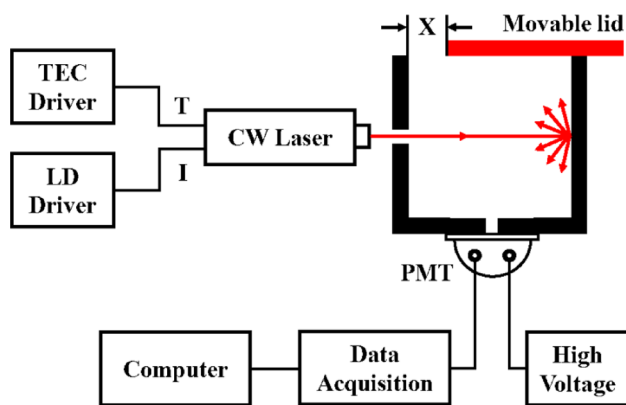 X
Movable lid
TEC
Driver
T
CW Laser
LD
Driver
I
PMT
Computer
Data
Acquisition
High
Voltage